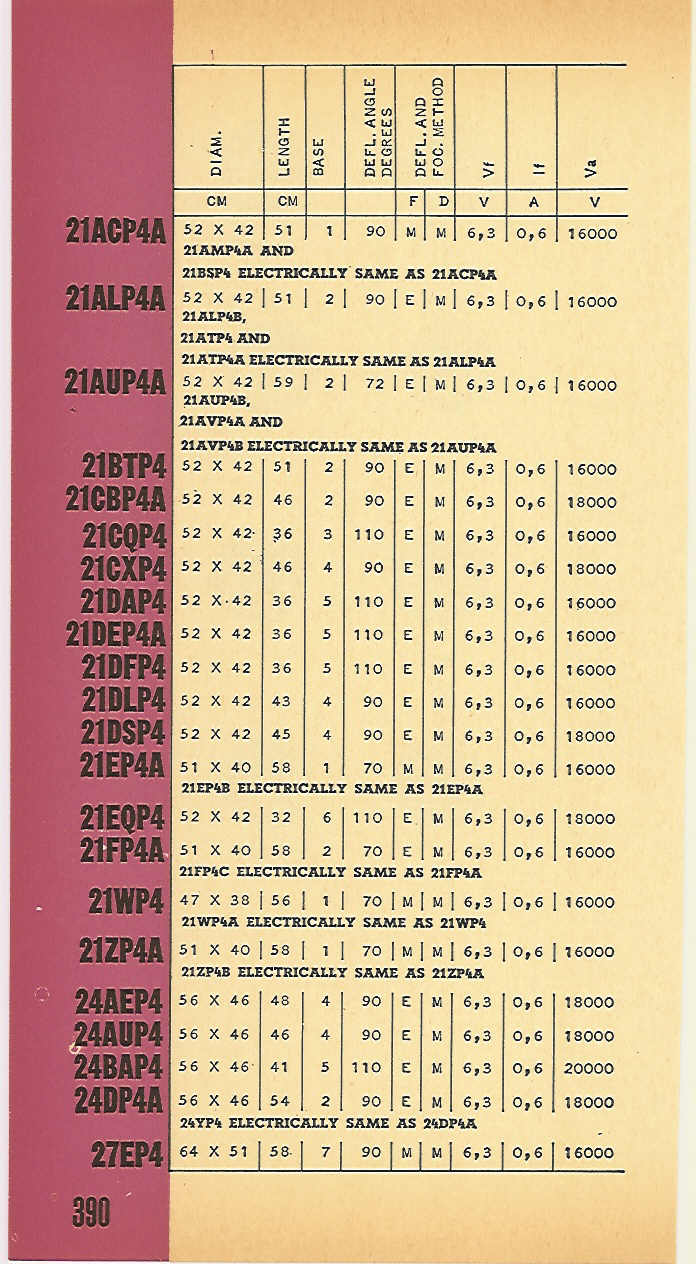 DIAM. LENGTH BASE DEFL. ANGLE DEGREES DEFL. AND FOC. METHOD Vf If Va
CM CM F D V A V
21ACP4A 52 X 42 51 1 90 M M 6,3 0,6 16000
21AMP4A AND
21BSP4 ELECTRICALLY SAME AS 21ACP4A
21ALP4A 52 X 42 51 2 90 E M 6,3 0,6 16000
21ALP4B,
21ATP4 AND
21ATP4A ELECTRICALLY SAME AS 21ALP4A
21AUP4A 52 X 42 59 2 72 E M 6,3 0,6 16000
21AUP4B,
21AVP4A AND
21AVP4B ELECTRICALLY SAME AS 21AUP4A
21BTP4 52 X 42 51 2 90 E M 6,3 0,6 16000
21CBP4A 52 X 42 46 2 90 E M 6,3 0,6 18000
21CQP4 52 X 42 36 3 110 E M 6,3 0,6 16000
21CXP4 52 X 42 46 4 90 E M 6,3 0,6 18000
21DAP4 52 X 42 36 5 110 E M 6,3 0,6 16000
21DEP4A 52 X 42 36 5 110 E M 6,3 0,6 16000
21DFP4 52 X 42 36 5 110 E M 6,3 0,6 16000
21DLP4 52 X 42 43 4 90 E M 6,3 0,6 16000
21DSP4 52 X 42 45 4 90 E M 6,3 0,6 18000
21EP4A 51 X 40 58 1 70 M M 6,3 0,6 16000
21EP4B ELECTRICALLY SAME AS 21EP4A
21EQP4 52 X 42 32 6 110 E M 6,3 0,6 18000
21FP4A 51 X 40 58 2 70 E M 6,3 0,6 16000
21FP4C ELECTRICALLY SAME AS 21FP4A
21WP4 47 X 38 56 1 70 M M 6,3 0,6 16000
21WP4A ELECTRICALLY SAME AS 21WP4
21ZP4A 51 X 40 58 1 70 M M 6,3 0,6 16000
21ZP4B ELECTRICALLY SAME AS 21ZP4A
24AEP4 56 X 46 48 4 90 E M 6,3 0,6 18000
24AUP4 56 X 46 46 4 90 E M 6,3 0,6 18000
24BAP4 56 X 46 41 5 110 E M 6,3 0,6 20000
24DP4A 56 X 46 54 2 90 E M 6,3 0,6 18000
24YP4 ELECTRICALLY SAME AS 24DP4A
27EP4 64 X 51 58 7 90 M M 6,3 0,6 16000
390